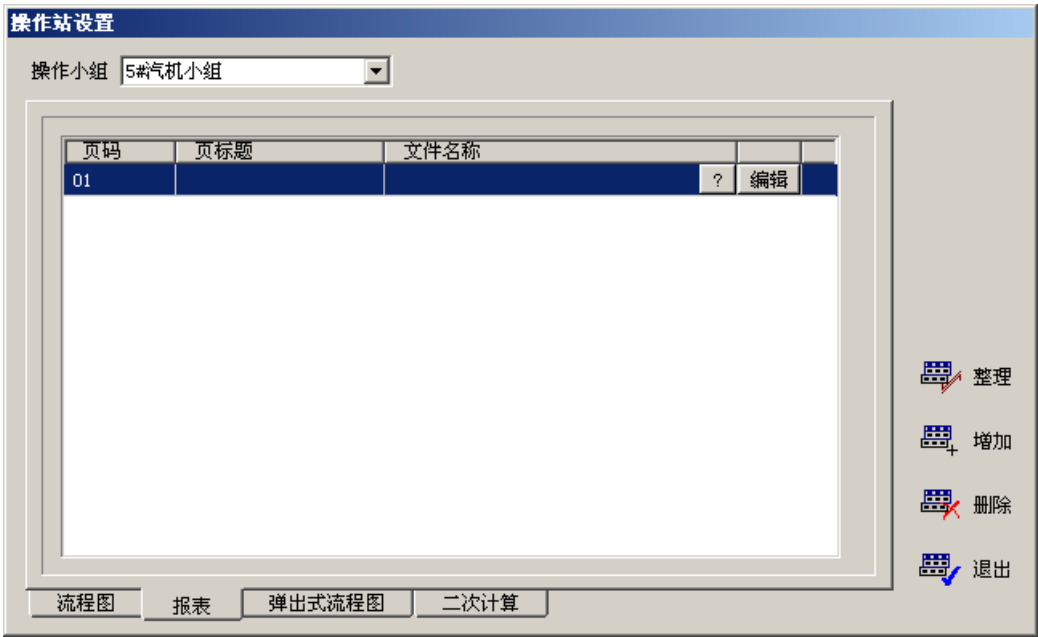 操作站设置
操作小组 5#汽机小组
页码 页标题 文件名称
01 ? 编辑
整理
增加
删除
退出
流程图 报表 弹出式流程图 二次计算